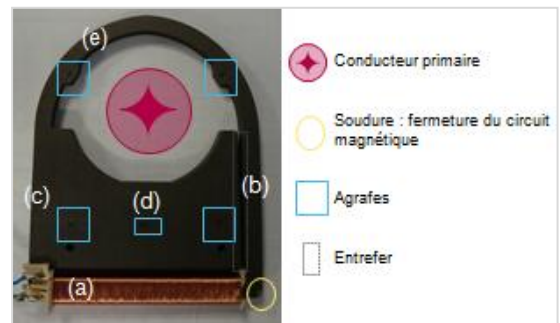 (e)
(c)
(d)
(b)
(a)
Conducteur primaire
Soudure : fermeture du circuit
magnétique
Agrafes
Entrefer